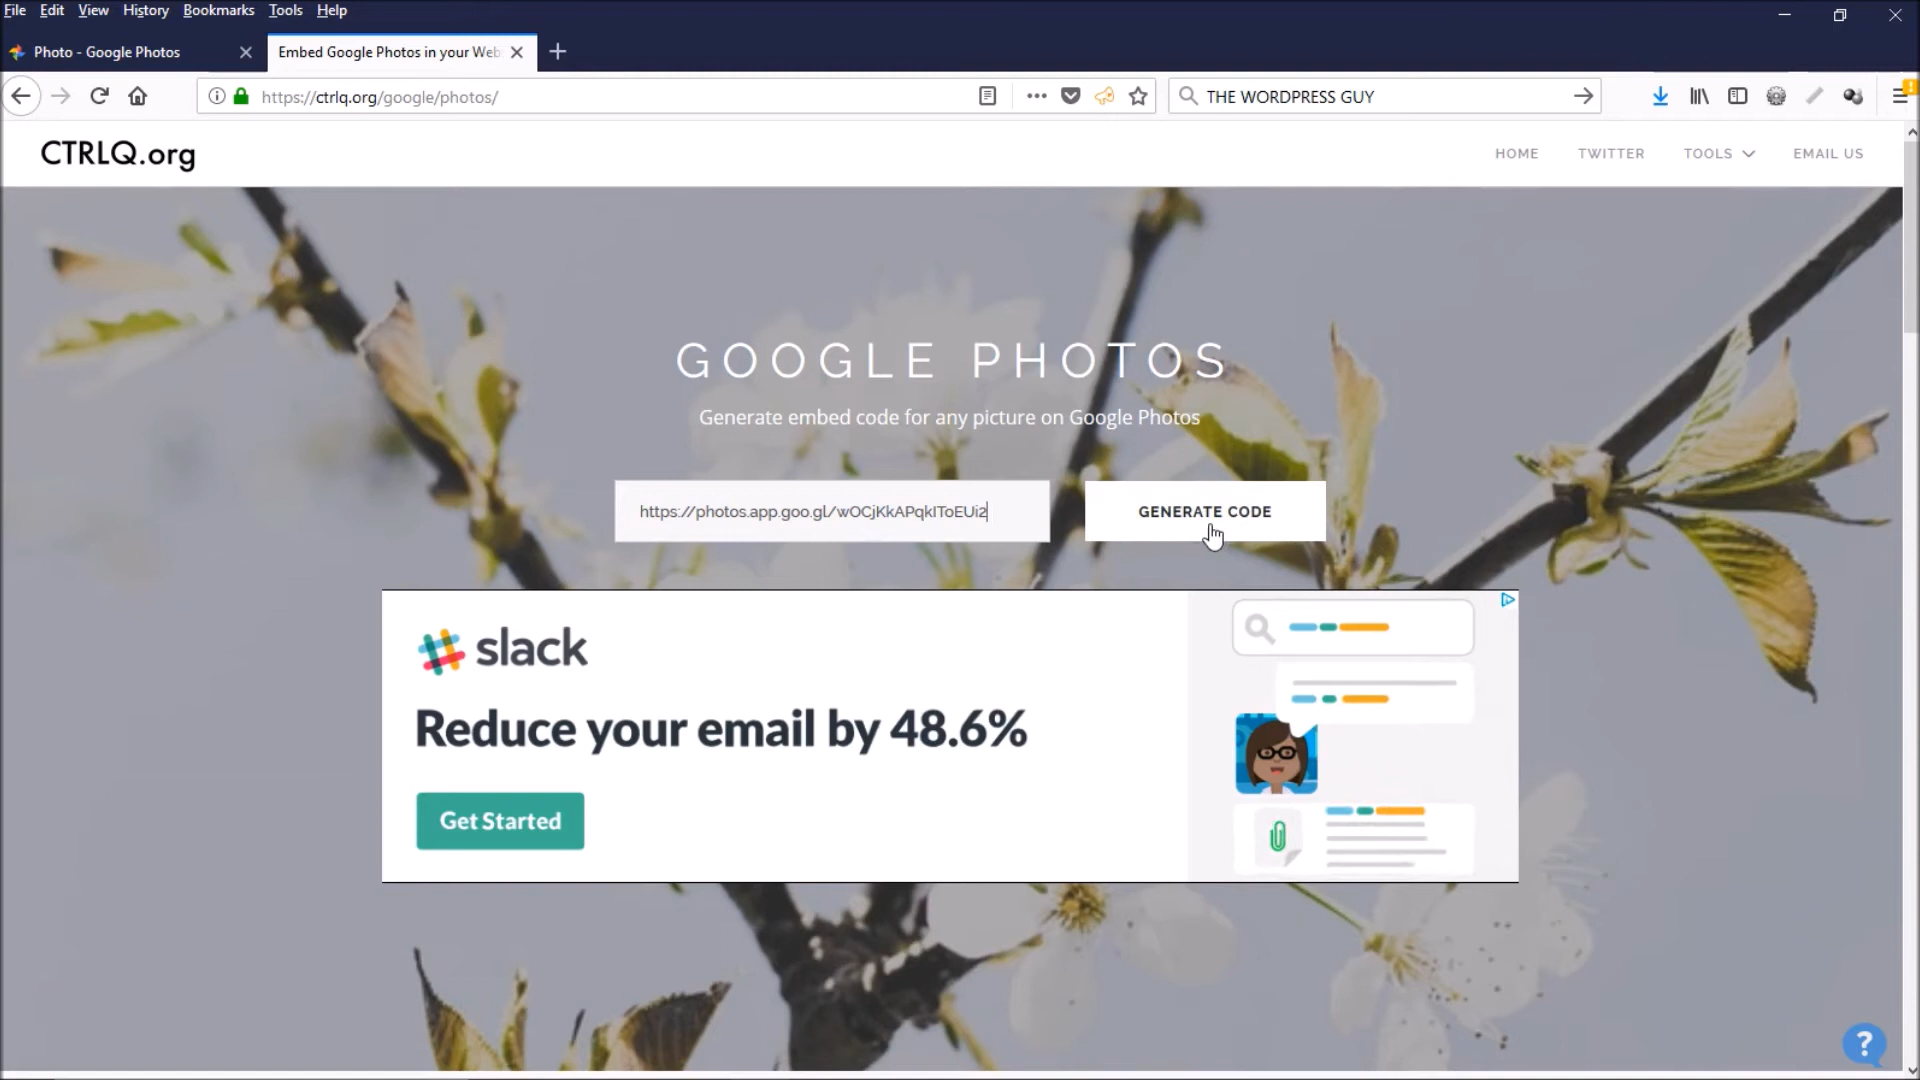 File Edit View History Bookmarks Tools Help
Photo - Google Photos
Embed Google Photos in your Web
https://ctrlq.org/google/photos/
THE WORDPRESS GUY
CTRLQ.org
HOME TWITTER TOOLS EMAIL US
GOOGLE PHOTOS
Generate embed code for any picture on Google Photos
https://photos.app.goo.gl/wOCjKkAPqkIToEUi2
GENERATE CODE
slack
Reduce your email by 48.6%
Get Started
?